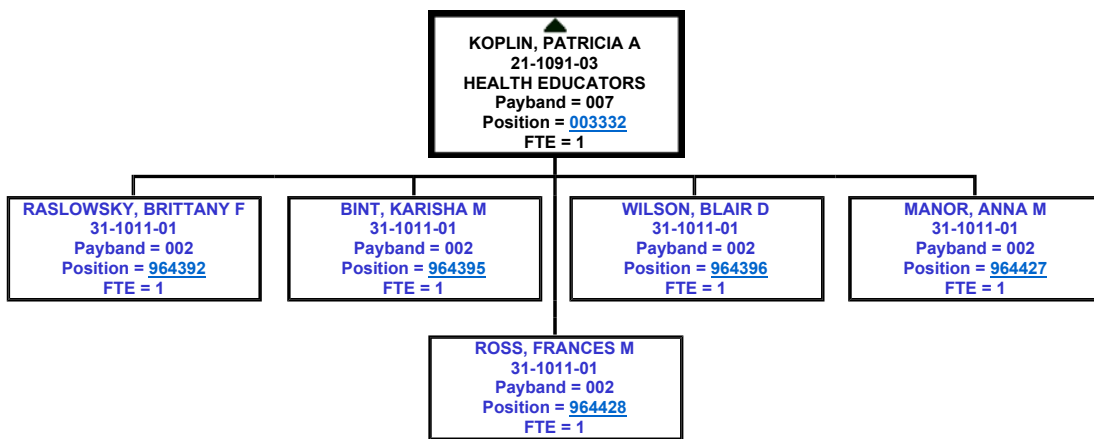 KOPLIN, PATRICIA A
21-1091-03
HEALTH EDUCATORS
Payband = 007
Position = 003332
FTE = 1
RASLOWSKY, BRITTANY F
31-1011-01
Payband = 002
Position = 964392
FTE = 1
BINT, KARISHA M
31-1011-01
Payband = 002
Position = 964395
FTE = 1
WILSON, BLAIR D
31-1011-01
Payband = 002
Position = 964396
FTE = 1
MANOR, ANNA M
31-1011-01
Payband = 002
Position = 964427
FTE = 1
ROSS, FRANCES M
31-1011-01
Payband = 002
Position = 964428
FTE = 1